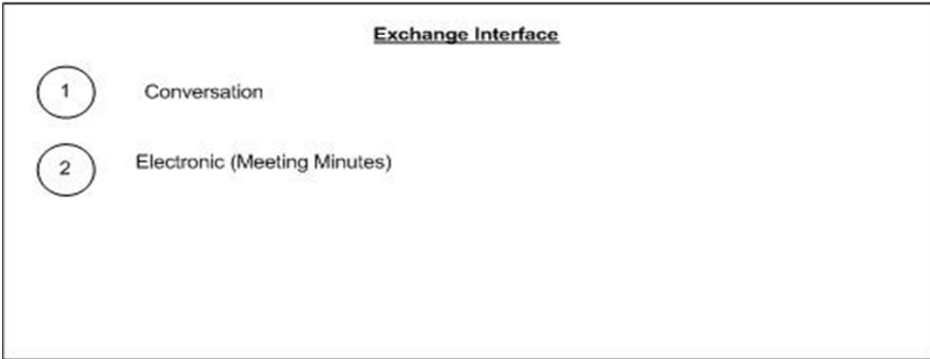 Exchange Interface
1 Conversation
2 Electronic (Meeting Minutes)